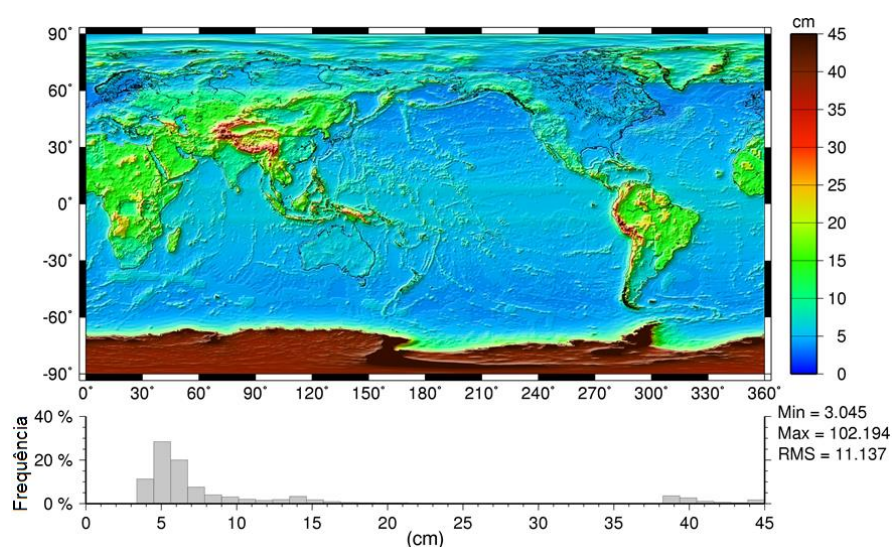 cm
90˚
60˚
30˚
0˚
-30˚
-60˚
-90˚
0˚ 30˚ 60˚ 90˚ 120˚ 150˚ 180˚ 210˚ 240˚ 270˚ 300˚ 330˚ 360˚
45
40
35
30
25
20
15
10
5
0
Frequência
40 %
20 %
0 %
0 5 10 15 20 25 30 35 40 45
(cm)
Min = 3.045
Max = 102.194
RMS = 11.137